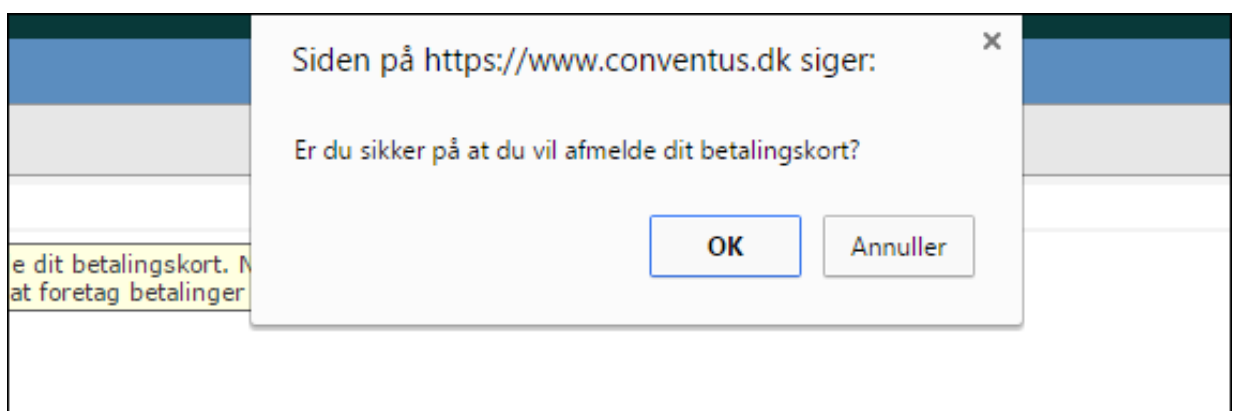 Siden på https://www.conventus.dk siger:
Er du sikker på at du vil afmelde dit betalingskort?
OK
Annuller
e dit betalingskort.
at foretag betalinger